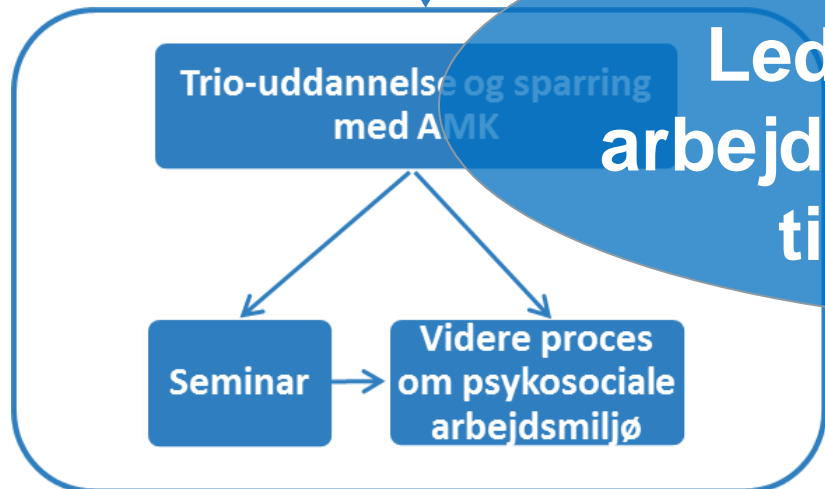 Trio-uddannelse og sparring
med AMK
Led
arbejd
ti
Seminar
Videre proces
om psykosociale
arbejdsmiljø